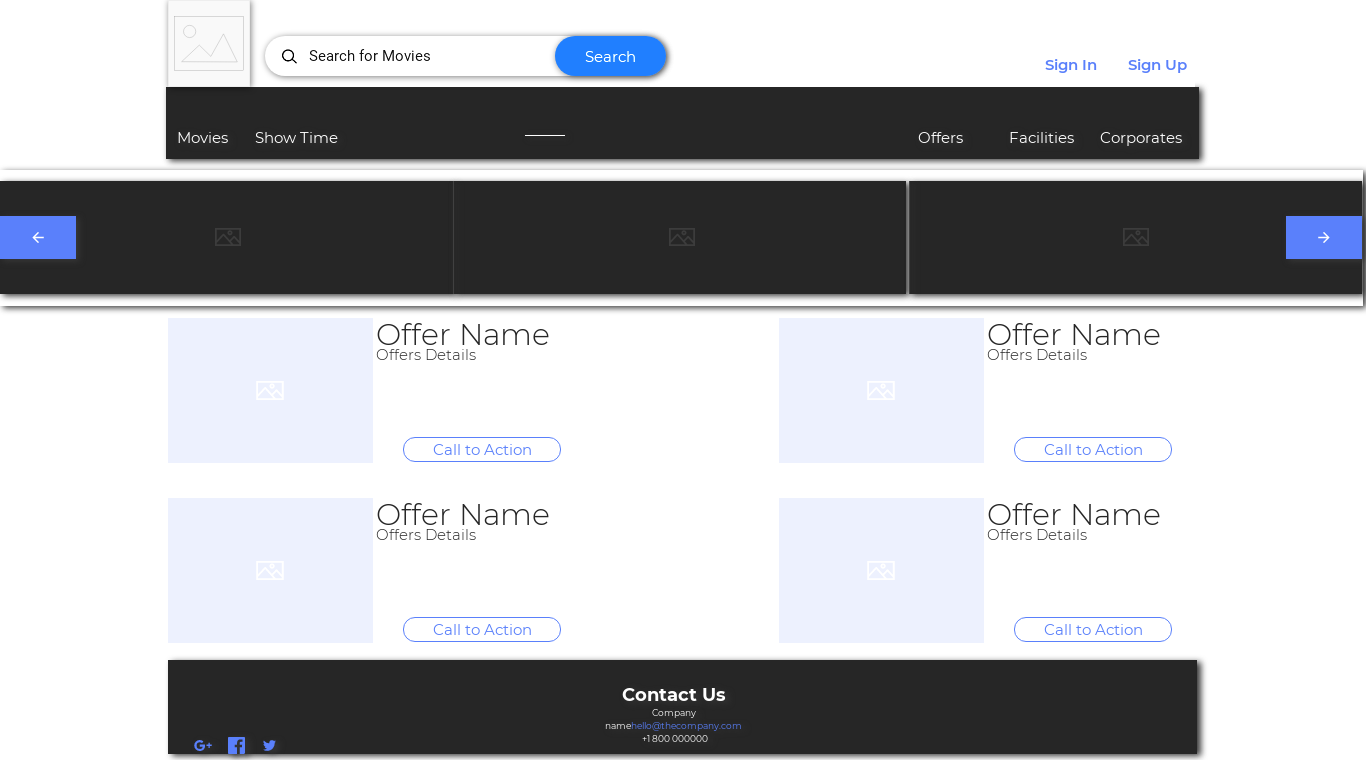 Search for Movies
Search
Sign In
Sign Up
Movies
Show Time
Offers
Facilities
Corporates
Offer Name
Offers Details
Call to Action
Offer Name
Offers Details
Call to Action
Offer Name
Offers Details
Call to Action
Offer Name
Offers Details
Call to Action
Contact Us
Company
namehello@thecompany.com
+1 800 000000